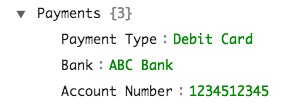 ▼ Payments {3}
Payment Type : Debit Card
Bank : ABC Bank
Account Number : 1234512345